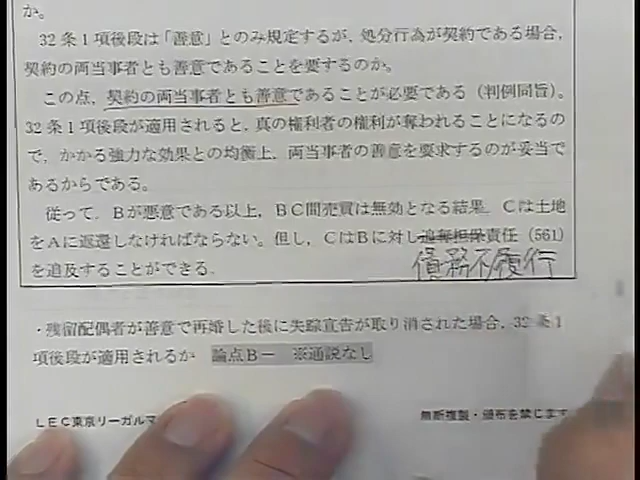 か。
32条1項後段は「善意」とのみ規定するが，処分行為が契約である場合，
契約の両当事者とも善意であることを要するのか。
この点，契約の両当事者とも善意であることが必要である（判例同旨）。
32条1項後段が適用されると，真の権利者の権利が奪われることになるの
で，かかる強力な効果との均衡上，両当事者の善意を要求するのが妥当で
あるからである。
従って，Bが悪意である以上，BC間売買は無効となる結果，Cは土地
をAに返還しなければならない。但し，CはBに対し追奪担保責任（561）
債務不履行
を追及することができる．
・残留配偶者が善意で再婚した後に失踪宣告が取り消された場合，32条1
項後段が適用されるか　論点B－　※通説なし
LEC東京リーガルマ
無断複製・頒布を禁じます